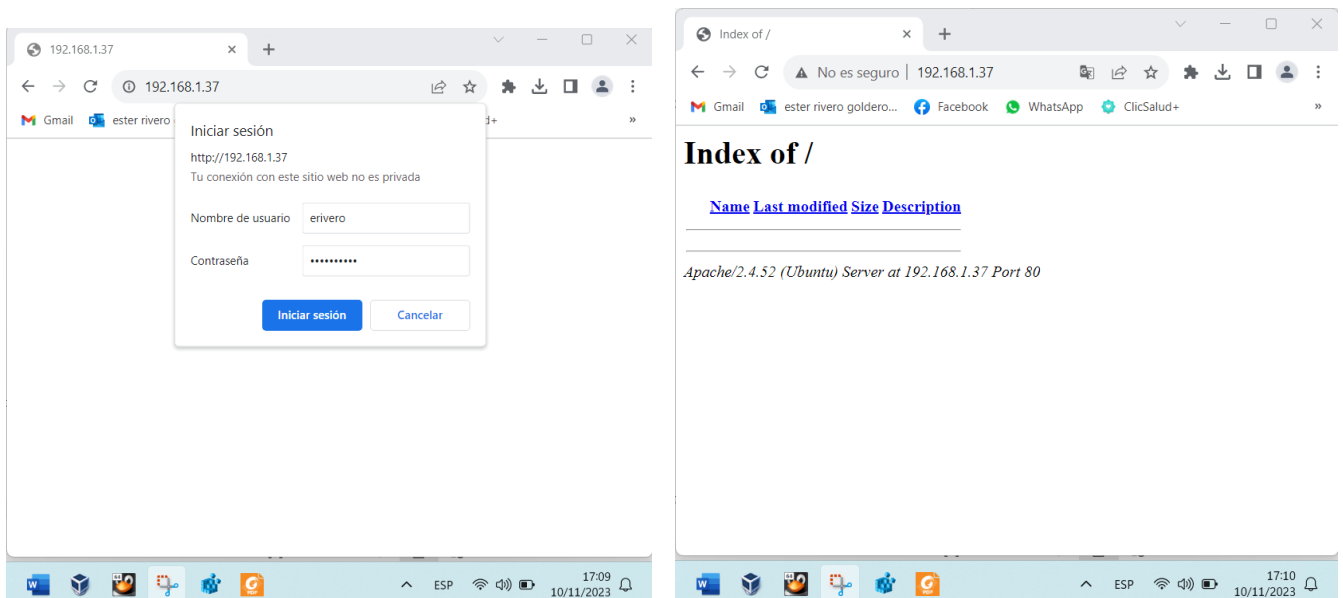 192.168.1.37
192.168.1.37
Gmail ester rivero d+ »
Iniciar sesión
http://192.168.1.37
Tu conexión con este sitio web no es privada
Nombre de usuario erivero
Contraseña ••••••••••
Iniciar sesión Cancelar
ESP 17:09
10/11/2023
Index of /
No es seguro 192.168.1.37
Gmail ester rivero goldero... Facebook WhatsApp ClicSalud+ »
Index of /
Name Last modified Size Description
Apache/2.4.52 (Ubuntu) Server at 192.168.1.37 Port 80
ESP 17:10
10/11/2023